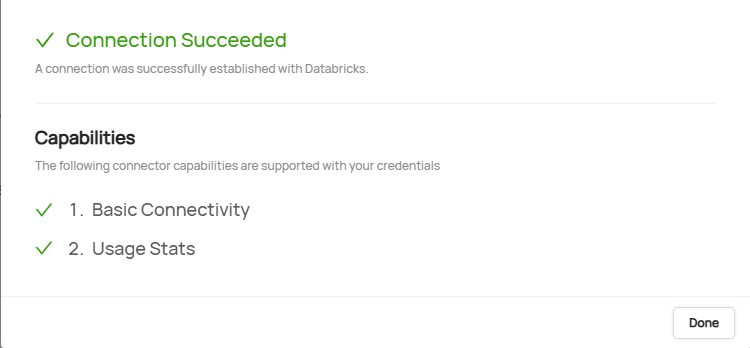 Connection Succeeded
A connection was successfully established with Databricks.
Capabilities
The following connector capabilities are supported with your credentials
1. Basic Connectivity
2. Usage Stats
Done